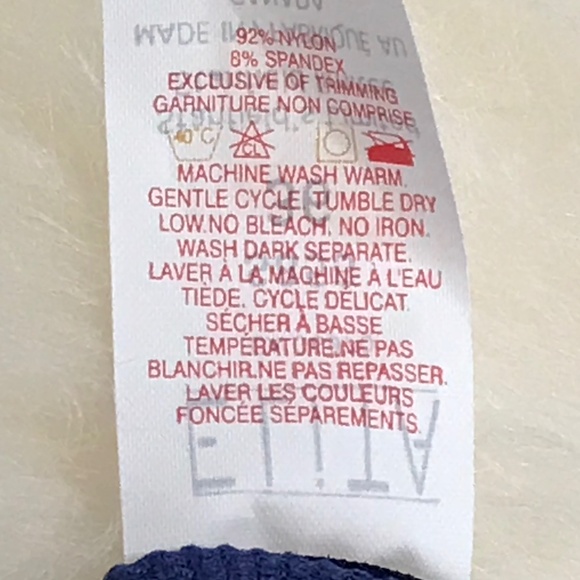 92% NYLON
8% SPANDEX
EXCLUSIVE OF TRIMMING
GARNITURE NON COMPRISE
40°C CL
MACHINE WASH WARM.
GENTLE CYCLE, TUMBLE DRY
LOW.NO BLEACH. NO IRON.
WASH DARK SEPARATE.
LAVER À LA MACHINE À L'EAU
TIÈDE. CYCLE DÉLICAT.
SÉCHER À BASSE
TEMPÉRATURE.NE PAS
BLANCHIR.NE PAS REPASSER.
LAVER LES COULEURS
FONCÉE SÉPARÉMENTS.
ELITA